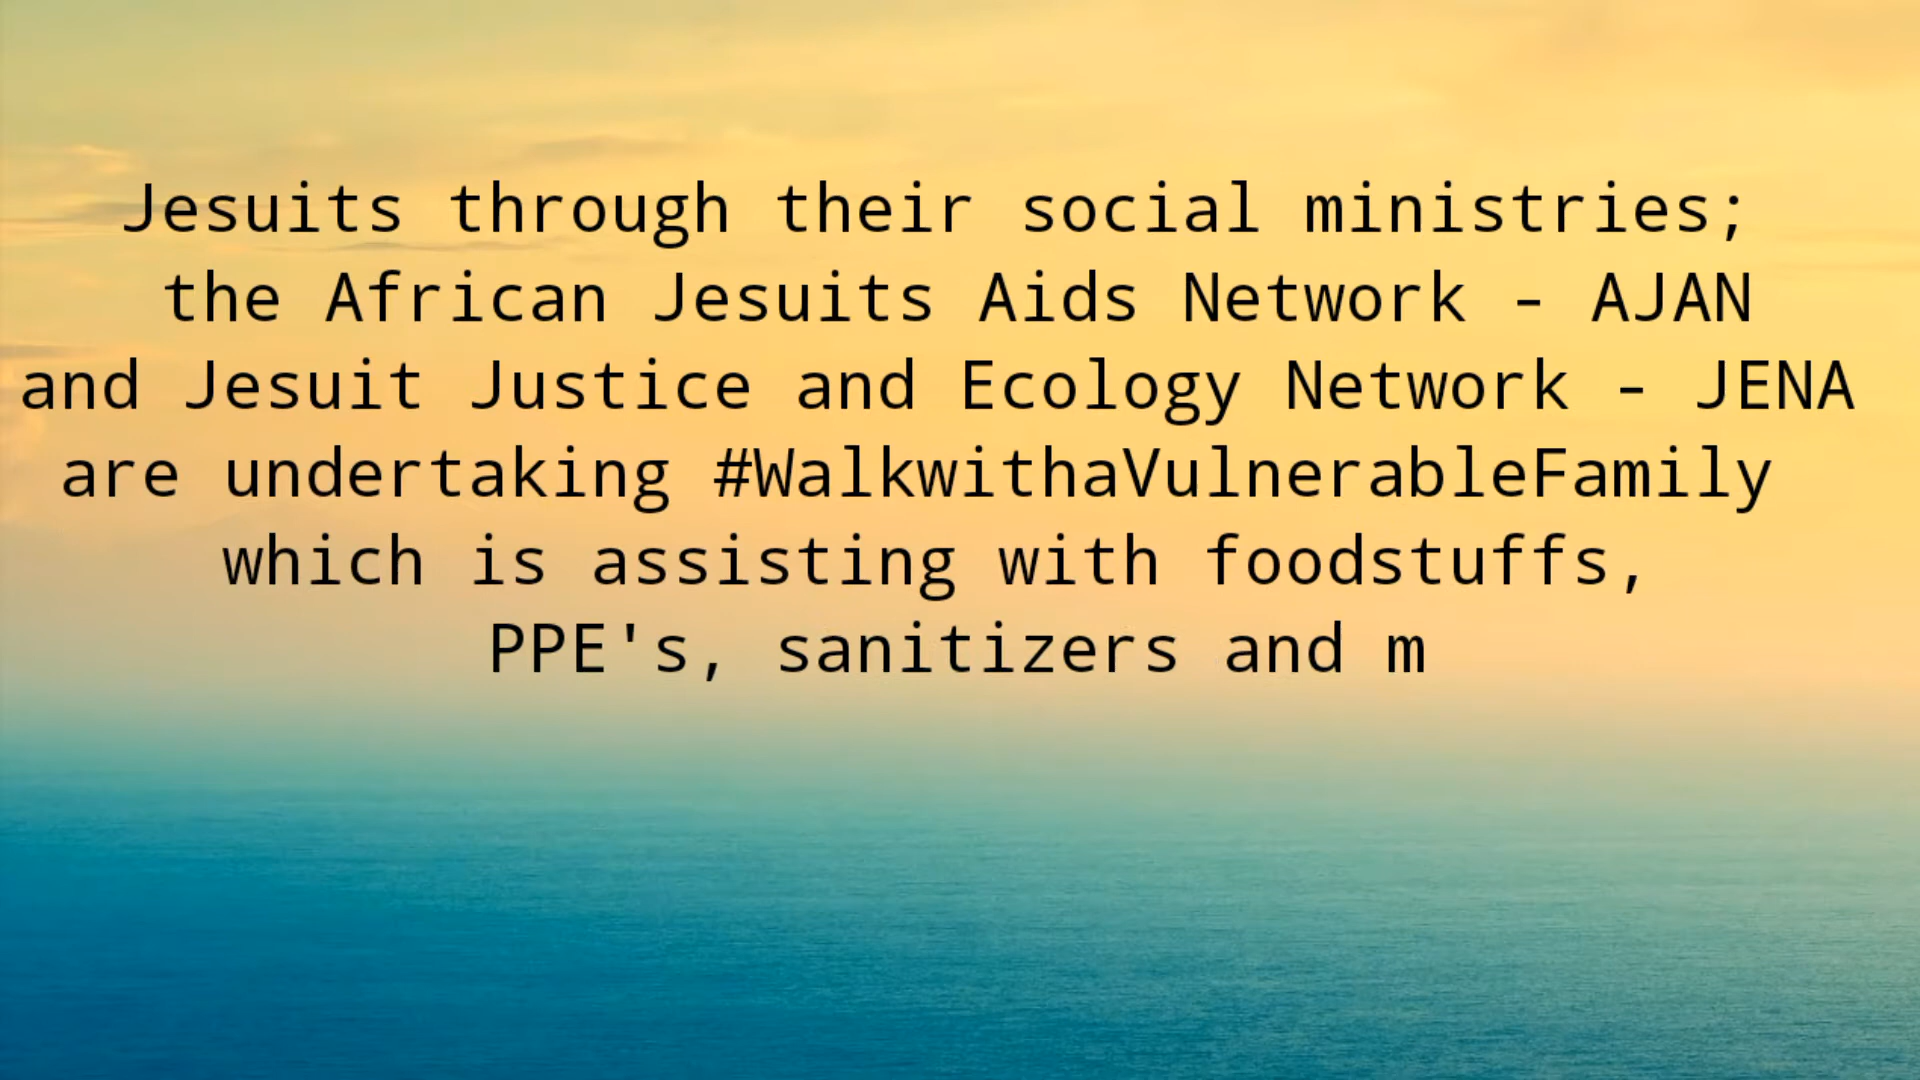 Jesuits through their social ministries;
the African Jesuits Aids Network - AJAN
and Jesuit Justice and Ecology Network - JENA
are undertaking #WalkwithaVulnerableFamily
which is assisting with foodstuffs,
PPE's, sanitizers and m